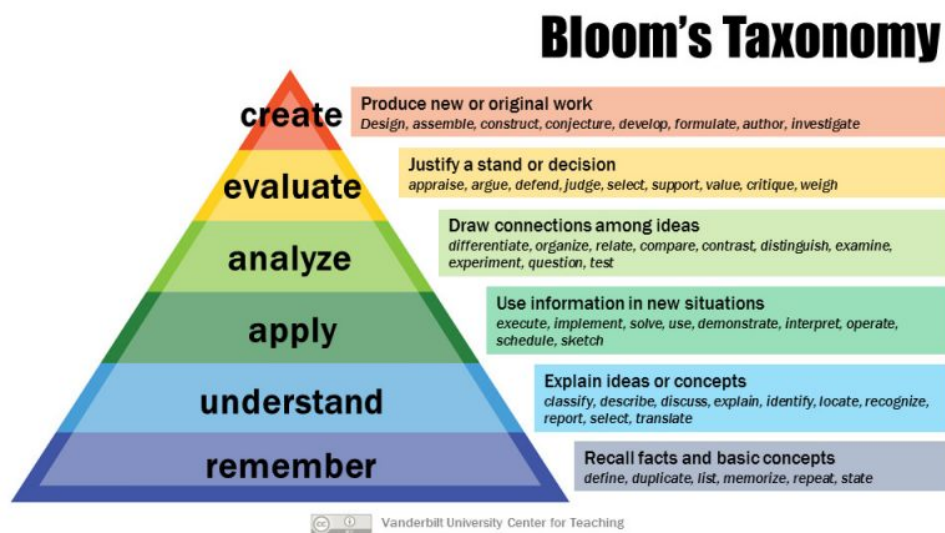 Bloom's Taxonomy
create
Produce new or original work
Design, assemble, construct, conjecture, develop, formulate, author, investigate
evaluate
Justify a stand or decision
appraise, argue, defend, judge, select, support, value, critique, weigh
analyze
Draw connections among ideas
differentiate, organize, relate, compare, contrast, distinguish, examine,
experiment, question, test
apply
Use information in new situations
execute, implement, solve, use, demonstrate, interpret, operate,
schedule, sketch
understand
Explain ideas or concepts
classify, describe, discuss, explain, identify, locate, recognize,
report, select, translate
remember
Recall facts and basic concepts
define, duplicate, list, memorize, repeat, state
cc
Vanderbilt University Center for Teaching